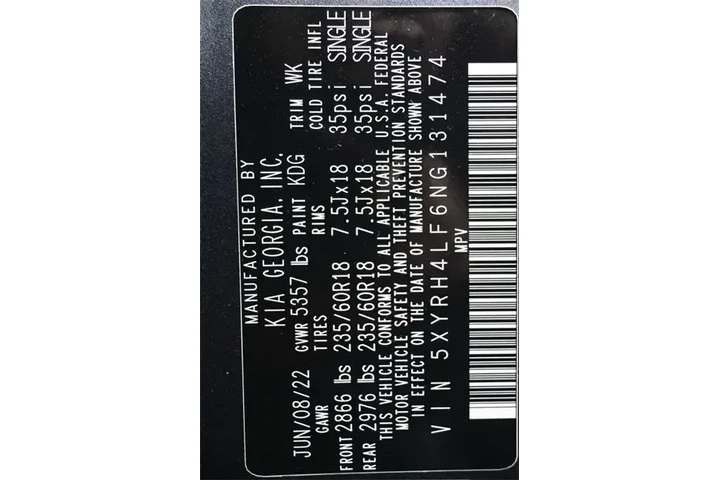 MANUFACTURED BY
KIA GEORGIA, INC.
JUN/08/22 GVWR 5357 lbs PAINT KDG TRIM WK
GAWR TIRES RIMS COLD TIRE INFL
FRONT 2866 lbs 235/60R18 7.5Jx18 35psi SINGLE
REAR 2976 lbs 235/60R18 7.5Jx18 35psi SINGLE
THIS VEHICLE CONFORMS TO ALL APPLICABLE U.S.A. FEDERAL
MOTOR VEHICLE SAFETY AND THEFT PREVENTION STANDARDS
IN EFFECT ON THE DATE OF MANUFACTURE SHOWN ABOVE
VIN 5XYRH4LF6NG131474
MPV